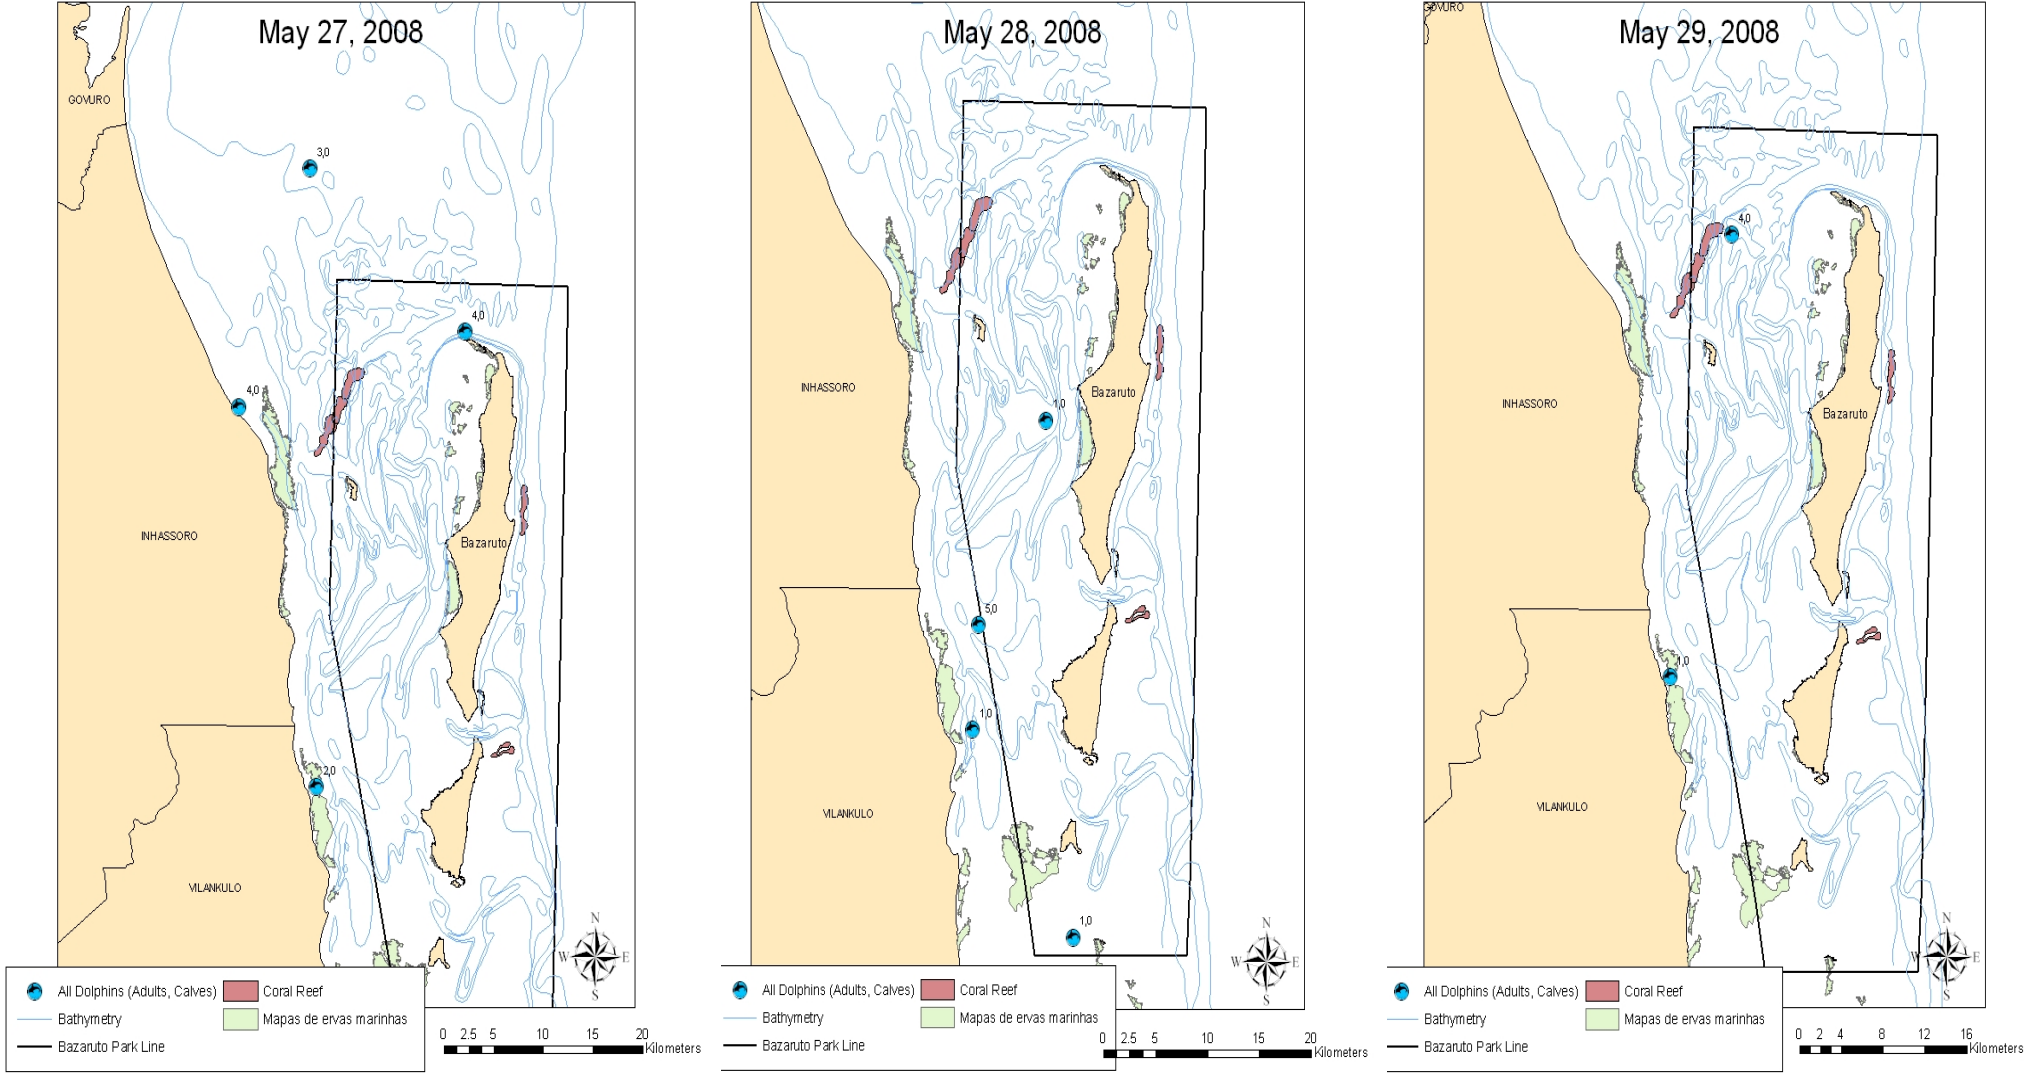 May 27, 2008
GOVURO
3,0
4,0
4,0
INHASSORO
Bazaruto
2,0
VILANKULO
N
W E
S
All Dolphins (Adults, Calves)
Coral Reef
Bathymetry
Mapas de ervas marinhas
Bazaruto Park Line
0 2.5 5 10 15 20
Kilometers
May 28, 2008
INHASSORO
Bazaruto
1,0
5,0
1,0
VILANKULO
1,0
N
W E
S
All Dolphins (Adults, Calves)
Coral Reef
Bathymetry
Mapas de ervas marinhas
Bazaruto Park Line
0 2.5 5 10 15 20
Kilometers
GOVURO
May 29, 2008
4,0
INHASSORO
Bazaruto
1,0
VILANKULO
N
W E
S
All Dolphins (Adults, Calves)
Coral Reef
Bathymetry
Mapas de ervas marinhas
Bazaruto Park Line
0 2 4 8 12 16
Kilometers